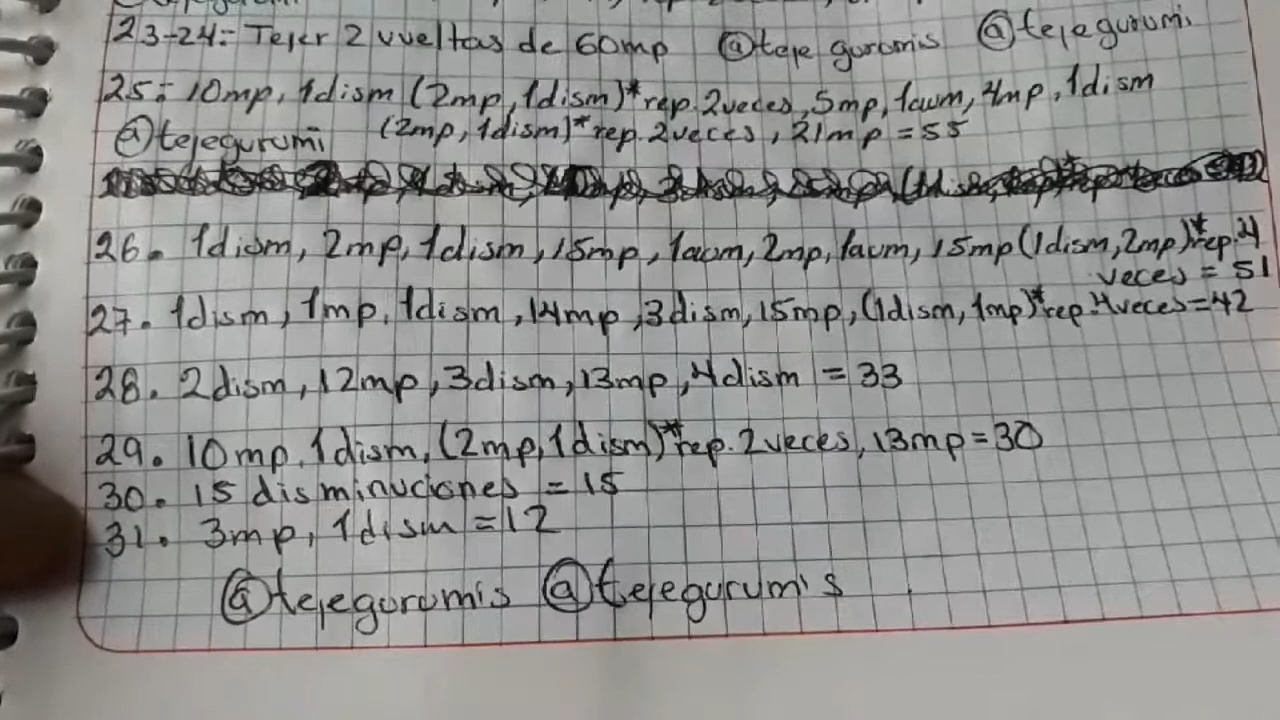 23-24= Tejer 2 vueltas de 60mp @teje gurumis @tejegurumi
25= 10mp, 1dism (2mp, 1dism)* rep. 2veces, 5mp, 1aum, 4mp, 1dism
@tejegurumi (2mp, 1dism)* rep. 2veces, 21mp = 55
26. 1dism, 2mp, 1dism, 15mp, 1aum, 2mp, 1aum, 15mp (1dism, 2mp)* rep. 4
veces = 51
27. 1dism, 1mp, 1dism, 14mp, 3dism, 15mp, (1dism, 1mp)* rep. 4veces = 42
28. 2dism, 12mp, 3dism, 13mp, 4dism = 33
29. 10mp, 1dism, (2mp, 1dism)* rep. 2veces, 13mp = 30
30. 15 disminuciones = 15
31. 3mp, 1dism = 12
@tejegurumis @tejegurumis